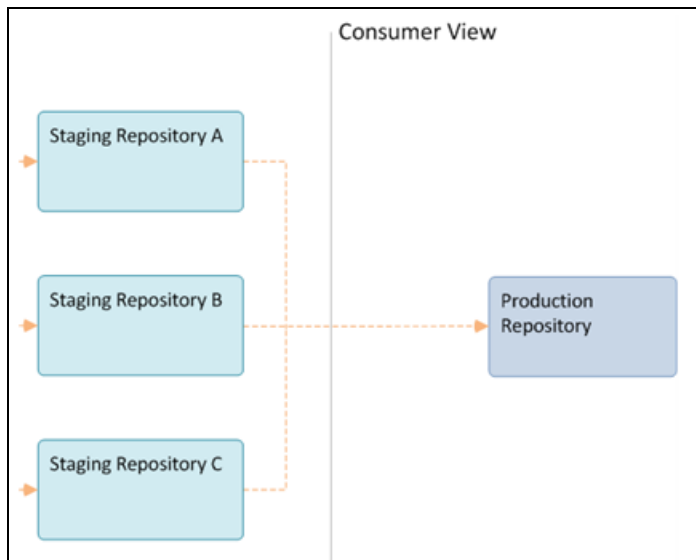 Consumer View
Staging Repository A
Staging Repository B
Production
Repository
Staging Repository C